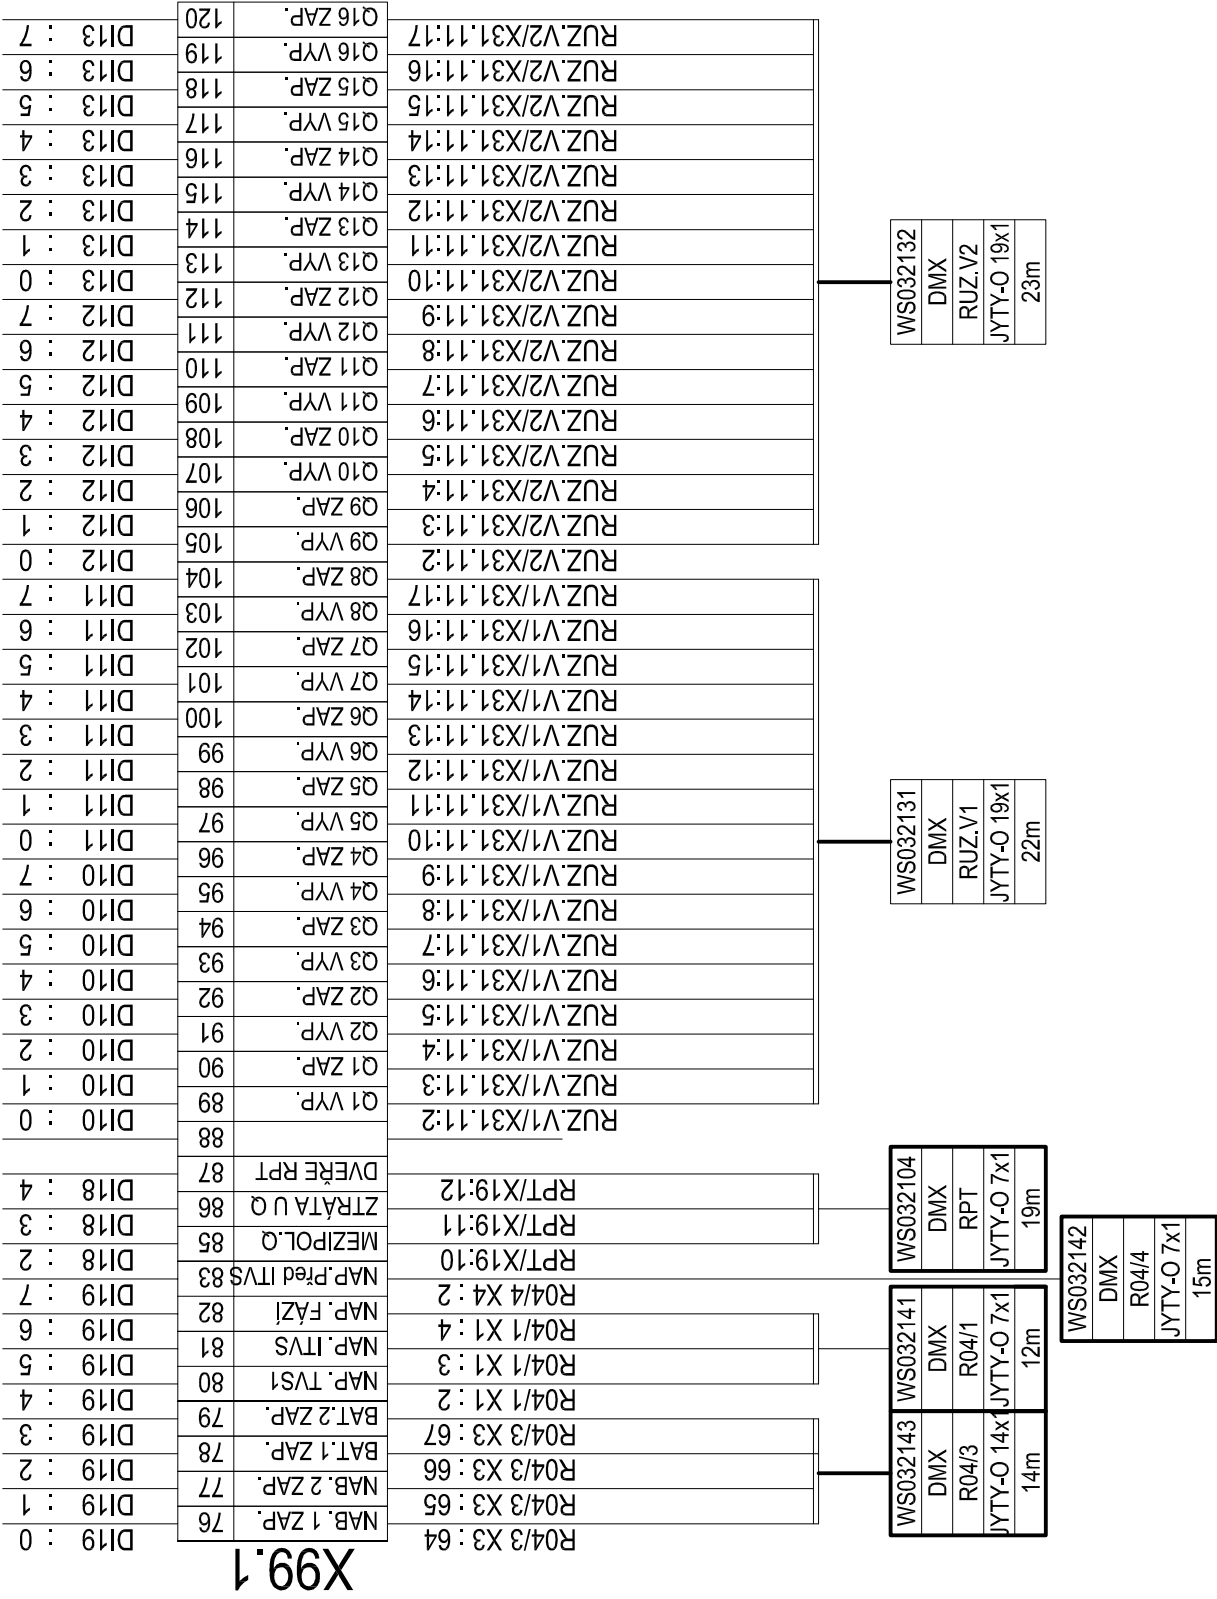 X99.1
R04/3 X3 : 64 NAB. 1 ZAP. 76 DI19 : 0
R04/3 X3 : 65 NAB. 2 ZAP. 77 DI19 : 1
R04/3 X3 : 66 BAT.1 ZAP. 78 DI19 : 2
R04/3 X3 : 67 BAT.2 ZAP. 79 DI19 : 3
R04/1 X1 : 2 NAP. TVS1 80 DI19 : 4
R04/1 X1 : 3 NAP. ITVS 81 DI19 : 5
R04/1 X1 : 4 NAP. FÁZÍ 82 DI19 : 6
R04/4 X4 : 2 NAP.Před ITVS 83 DI19 : 7
RPT/X19:10 MEZIPOL.Q 85 DI18 : 2
RPT/X19:11 ZTRÁTA U Q 86 DI18 : 3
RPT/X19:12 DVEŘE RPT 87 DI18 : 4
88
RUZ.V1/X31.11:2 Q1 VYP. 89 DI10 : 0
RUZ.V1/X31.11:3 Q1 ZAP. 90 DI10 : 1
RUZ.V1/X31.11:4 Q2 VYP. 91 DI10 : 2
RUZ.V1/X31.11:5 Q2 ZAP. 92 DI10 : 3
RUZ.V1/X31.11:6 Q3 VYP. 93 DI10 : 4
RUZ.V1/X31.11:7 Q3 ZAP. 94 DI10 : 5
RUZ.V1/X31.11:8 Q4 VYP. 95 DI10 : 6
RUZ.V1/X31.11:9 Q4 ZAP. 96 DI10 : 7
RUZ.V1/X31.11:10 Q5 VYP. 97 DI11 : 0
RUZ.V1/X31.11:11 Q5 ZAP. 98 DI11 : 1
RUZ.V1/X31.11:12 Q6 VYP. 99 DI11 : 2
RUZ.V1/X31.11:13 Q6 ZAP. 100 DI11 : 3
RUZ.V1/X31.11:14 Q7 VYP. 101 DI11 : 4
RUZ.V1/X31.11:15 Q7 ZAP. 102 DI11 : 5
RUZ.V1/X31.11:16 Q8 VYP. 103 DI11 : 6
RUZ.V1/X31.11:17 Q8 ZAP. 104 DI11 : 7
RUZ.V2/X31.11:2 Q9 VYP. 105 DI12 : 0
RUZ.V2/X31.11:3 Q9 ZAP. 106 DI12 : 1
RUZ.V2/X31.11:4 Q10 VYP. 107 DI12 : 2
RUZ.V2/X31.11:5 Q10 ZAP. 108 DI12 : 3
RUZ.V2/X31.11:6 Q11 VYP. 109 DI12 : 4
RUZ.V2/X31.11:7 Q11 ZAP. 110 DI12 : 5
RUZ.V2/X31.11:8 Q12 VYP. 111 DI12 : 6
RUZ.V2/X31.11:9 Q12 ZAP. 112 DI12 : 7
RUZ.V2/X31.11:10 Q13 VYP. 113 DI13 : 0
RUZ.V2/X31.11:11 Q13 ZAP. 114 DI13 : 1
RUZ.V2/X31.11:12 Q14 VYP. 115 DI13 : 2
RUZ.V2/X31.11:13 Q14 ZAP. 116 DI13 : 3
RUZ.V2/X31.11:14 Q15 VYP. 117 DI13 : 4
RUZ.V2/X31.11:15 Q15 ZAP. 118 DI13 : 5
RUZ.V2/X31.11:16 Q16 VYP. 119 DI13 : 6
RUZ.V2/X31.11:17 Q16 ZAP. 120 DI13 : 7
WS032143
DMX
R04/3
JYTY-O 14x1
14m
WS032141
DMX
R04/1
JYTY-O 7x1
12m
WS032142
DMX
R04/4
JYTY-O 7x1
15m
WS032104
DMX
RPT
JYTY-O 7x1
19m
WS032131
DMX
RUZ.V1
JYTY-O 19x1
22m
WS032132
DMX
RUZ.V2
JYTY-O 19x1
23m